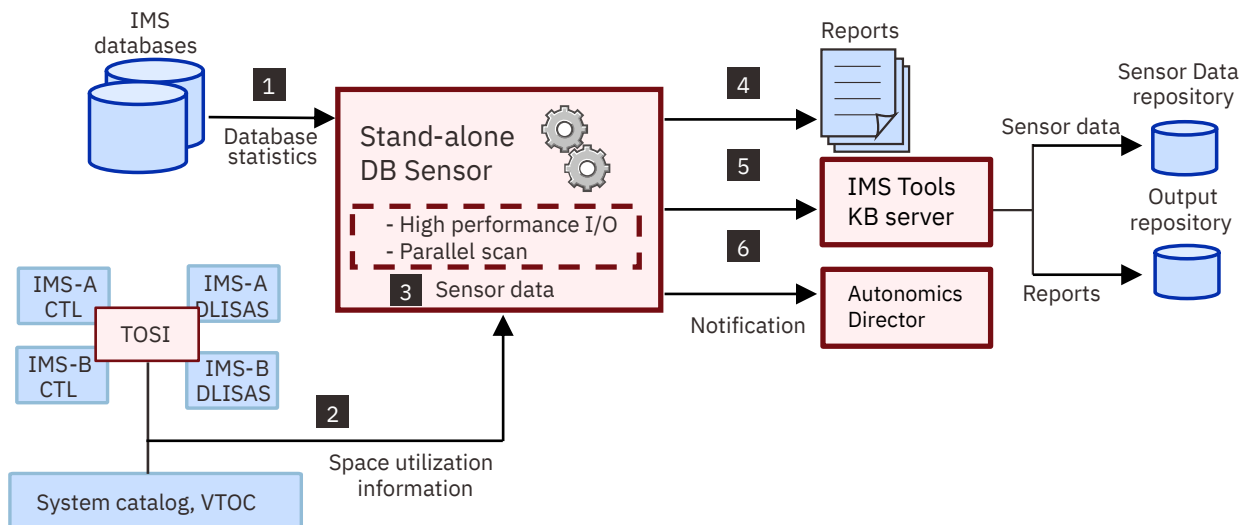 IMS
databases
1
Database
statistics
Stand-alone
DB Sensor
- High performance I/O
- Parallel scan
3 Sensor data
4
Reports
5
IMS Tools
KB server
Sensor data
Sensor Data
repository
Output
repository
Reports
6
Notification
Autonomics
Director
IMS-A
CTL
IMS-A
DLISAS
TOSI
IMS-B
CTL
IMS-B
DLISAS
2
Space utilization
information
System catalog, VTOC